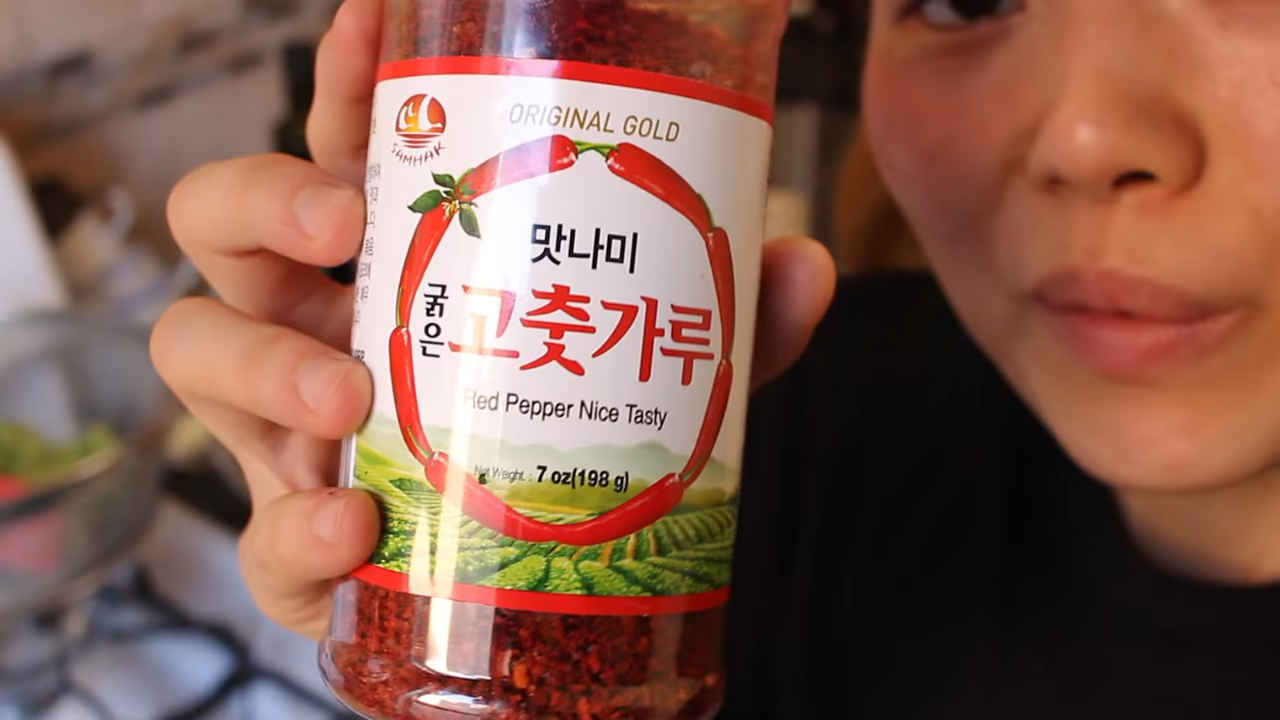 SAMHAK
ORIGINAL GOLD
맛나미
굵은 고춧가루
Red Pepper Nice Tasty
Net Weight. : 7 oz(198 g)